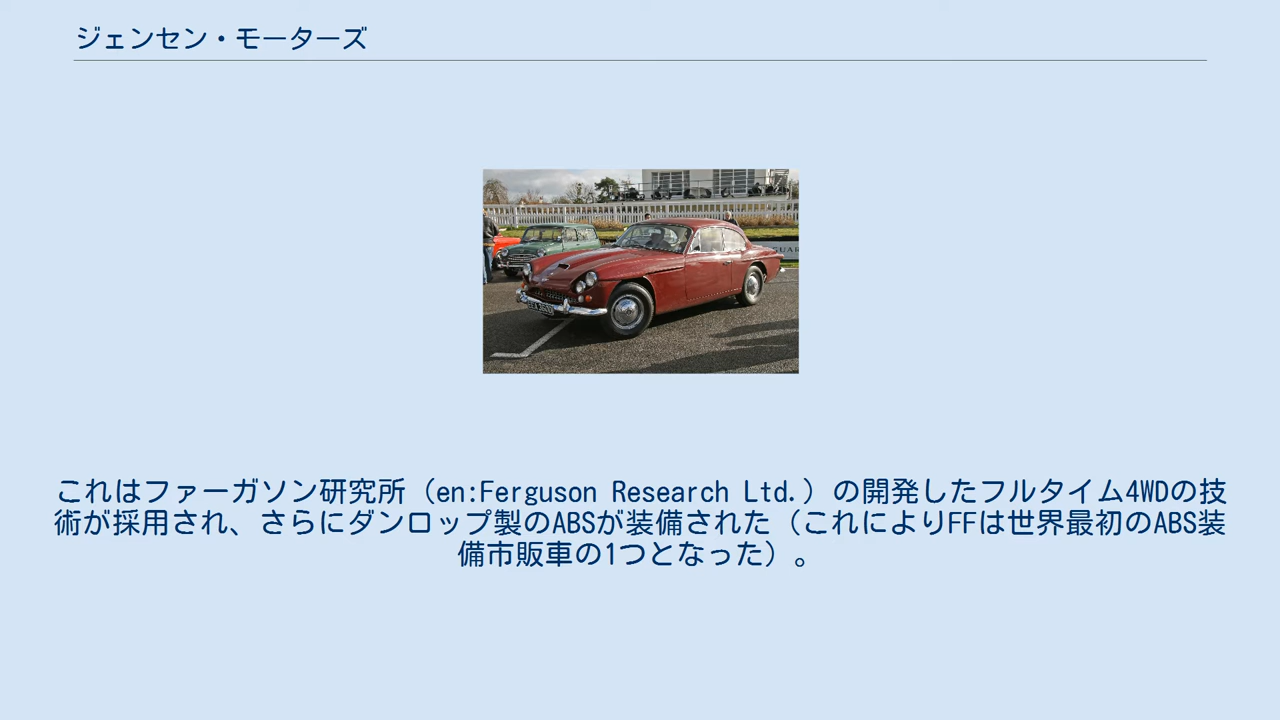 ジェンセン・モーターズ
これはファーガソン研究所（en:Ferguson Research Ltd.）の開発したフルタイム4WDの技
術が採用され、さらにダンロップ製のABSが装備された（これによりFFは世界最初のABS装
備市販車の1つとなった）。